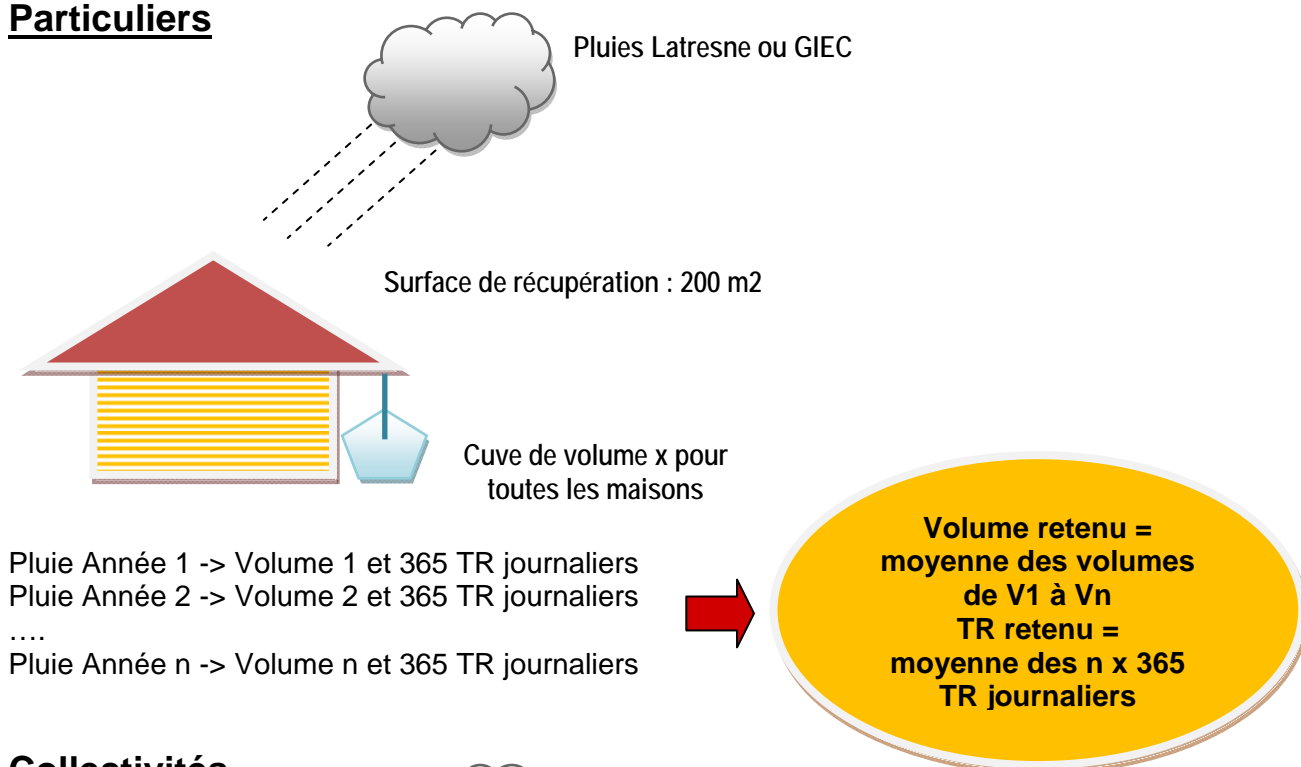 Particuliers
Pluies Latresne ou GIEC
Surface de récupération : 200 m2
Cuve de volume x pour
toutes les maisons
Pluie Année 1 -> Volume 1 et 365 TR journaliers
Pluie Année 2 -> Volume 2 et 365 TR journaliers
….
Pluie Année n -> Volume n et 365 TR journaliers
Volume retenu =
moyenne des volumes
de V1 à Vn
TR retenu =
moyenne des n x 365
TR journaliers
Collectivités